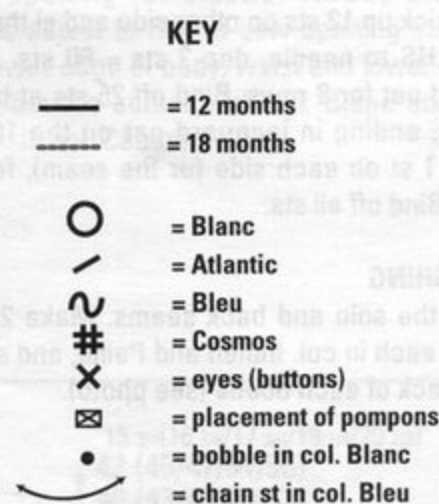 KEY
= 12 months
= 18 months
= Blanc
= Atlantic
= Bleu
= Cosmos
= eyes (buttons)
= placement of pompons
= bobble in col. Blanc
= chain st in col. Bleu